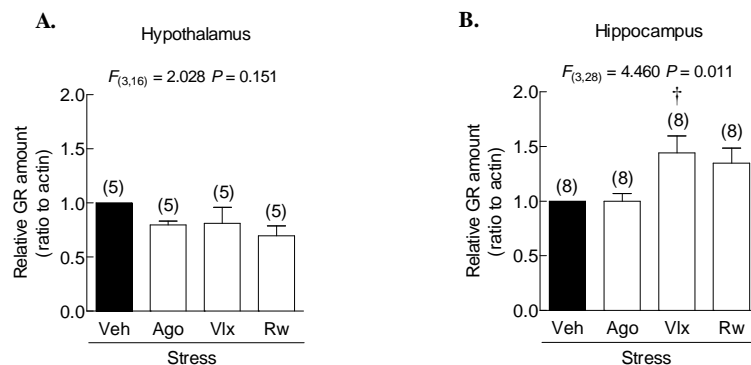 A.
Hypothalamus
F(3,16) = 2.028 P = 0.151
Relative GR amount
(ratio to actin)
2.0
1.5
1.0
0.5
0.0
(5)
(5)
(5)
(5)
Veh Ago Vlx Rw
Stress
B.
Hippocampus
F(3,28) = 4.460 P = 0.011
Relative GR amount
(ratio to actin)
2.0
1.5
1.0
0.5
0.0
†
(8)
(8)
(8)
(8)
Veh Ago Vlx Rw
Stress